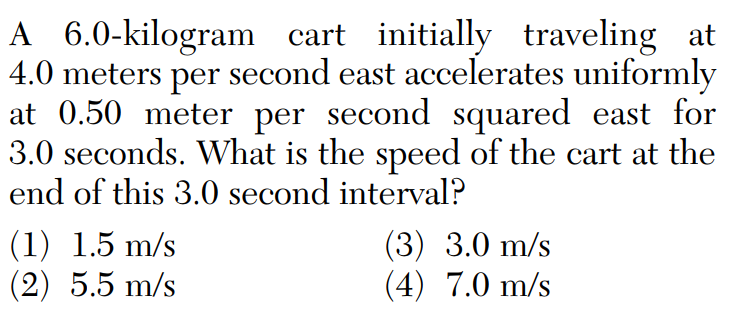 A 6.0-kilogram cart initially traveling at
4.0 meters per second east accelerates uniformly
at 0.50 meter per second squared east for
3.0 seconds. What is the speed of the cart at the
end of this 3.0 second interval?
(1) 1.5 m/s (3) 3.0 m/s
(2) 5.5 m/s (4) 7.0 m/s